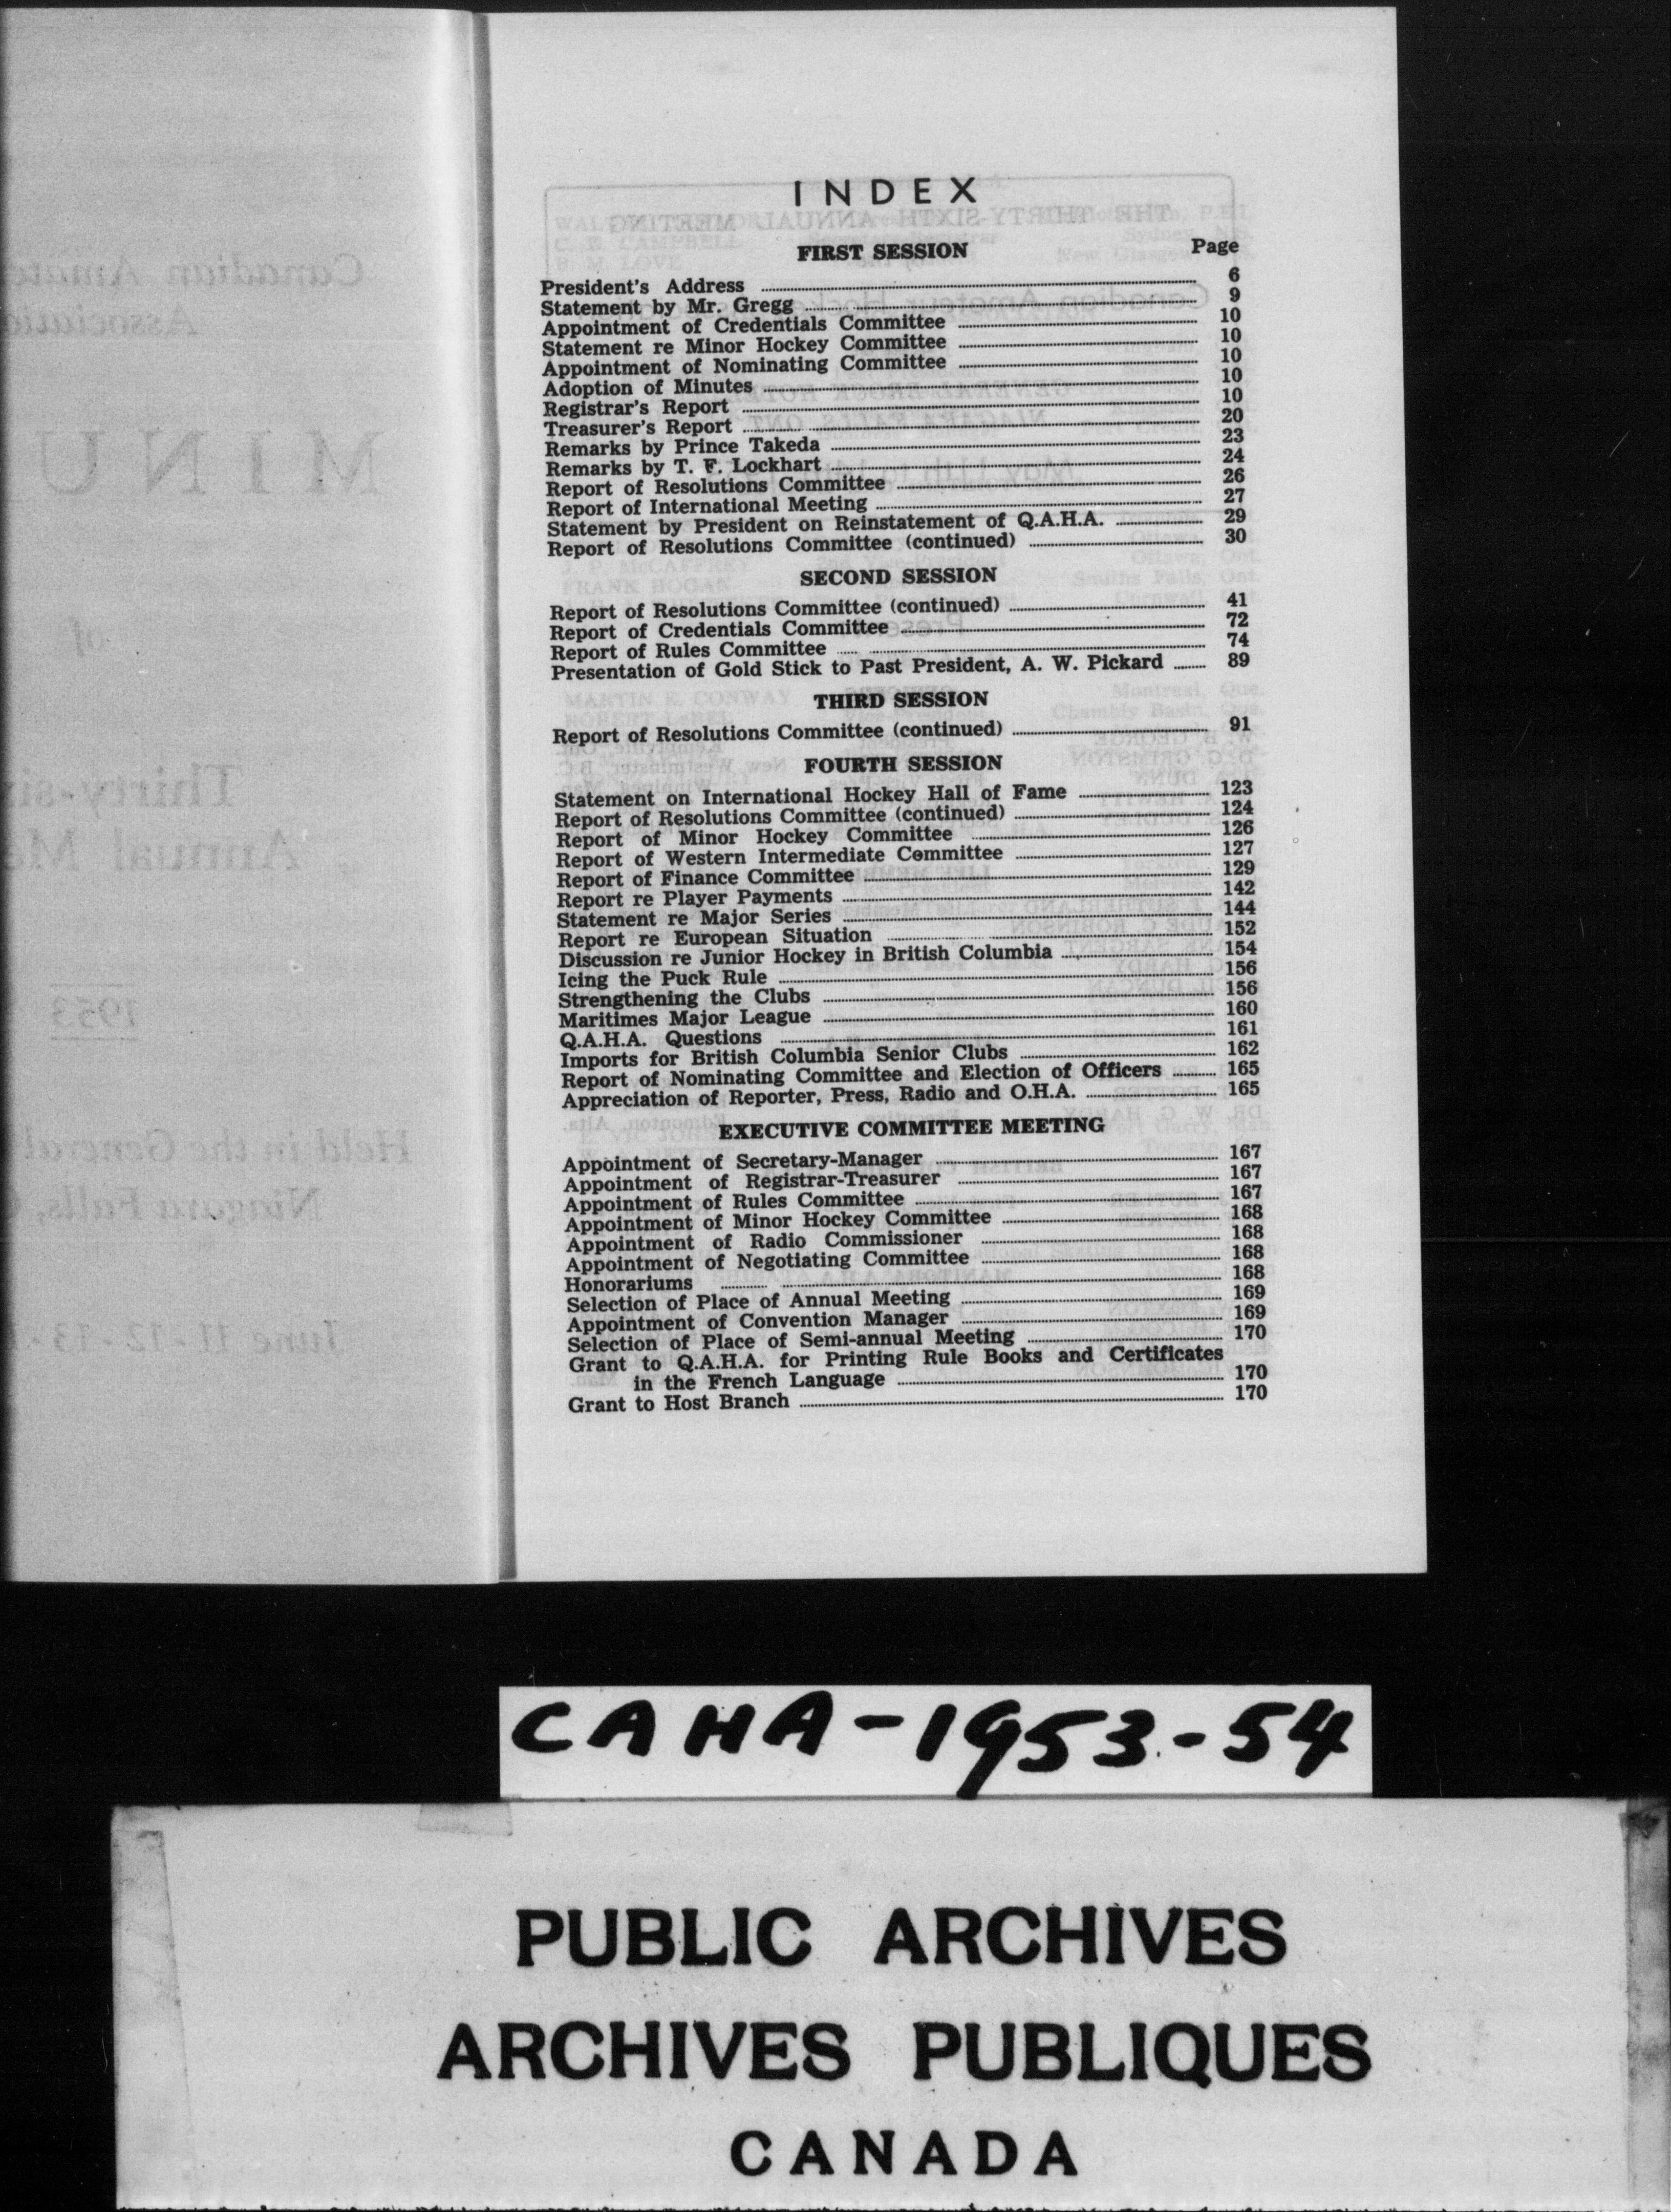 INDEX
FIRST SESSION Page
President's Address 6
Statement by Mr. Gregg 9
Appointment of Credentials Committee 10
Statement re Minor Hockey Committee 10
Appointment of Nominating Committee 10
Adoption of Minutes 10
Registrar's Report 10
Treasurer's Report 20
Remarks by Prince Takeda 23
Remarks by T. F. Lockhart 24
Report of Resolutions Committee 26
Report of International Meeting 27
Statement by President on Reinstatement of Q.A.H.A. 29
Report of Resolutions Committee (continued) 30
SECOND SESSION
Report of Resolutions Committee (continued) 41
Report of Credentials Committee 72
Report of Rules Committee 74
Presentation of Gold Stick to Past President, A. W. Pickard 89
THIRD SESSION
Report of Resolutions Committee (continued) 91
FOURTH SESSION
Statement on International Hockey Hall of Fame 123
Report of Resolutions Committee (continued) 124
Report of Minor Hockey Committee 126
Report of Western Intermediate Committee 127
Report of Finance Committee 129
Report re Player Payments 142
Statement re Major Series 144
Report re European Situation 152
Discussion re Junior Hockey in British Columbia 154
Icing the Puck Rule 156
Strengthening the Clubs 156
Maritimes Major League 160
Q.A.H.A. Questions 161
Imports for British Columbia Senior Clubs 162
Report of Nominating Committee and Election of Officers 165
Appreciation of Reporter, Press, Radio and O.H.A. 165
EXECUTIVE COMMITTEE MEETING
Appointment of Secretary-Manager 167
Appointment of Registrar-Treasurer 167
Appointment of Rules Committee 167
Appointment of Minor Hockey Committee 168
Appointment of Radio Commissioner 168
Appointment of Negotiating Committee 168
Honorariums 168
Selection of Place of Annual Meeting 169
Appointment of Convention Manager 169
Selection of Place of Semi-annual Meeting 170
Grant to Q.A.H.A. for Printing Rule Books and Certificates
in the French Language 170
Grant to Host Branch 170
CAHA-1953-54
PUBLIC ARCHIVES
ARCHIVES PUBLIQUES
CANADA